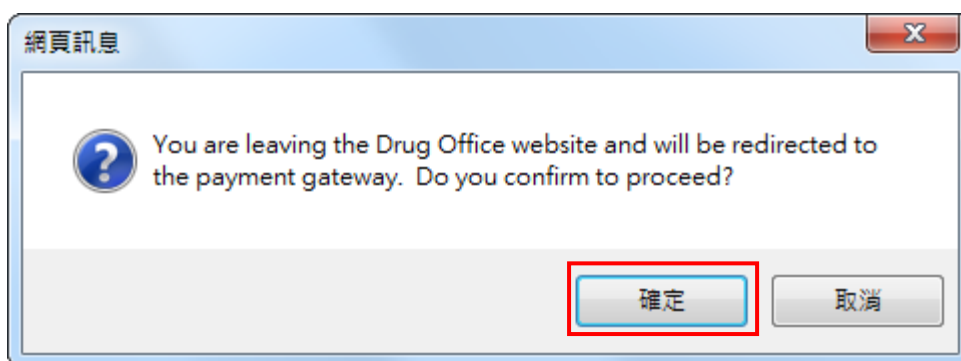 網頁訊息
You are leaving the Drug Office website and will be redirected to
the payment gateway.  Do you confirm to proceed?
確定
取消